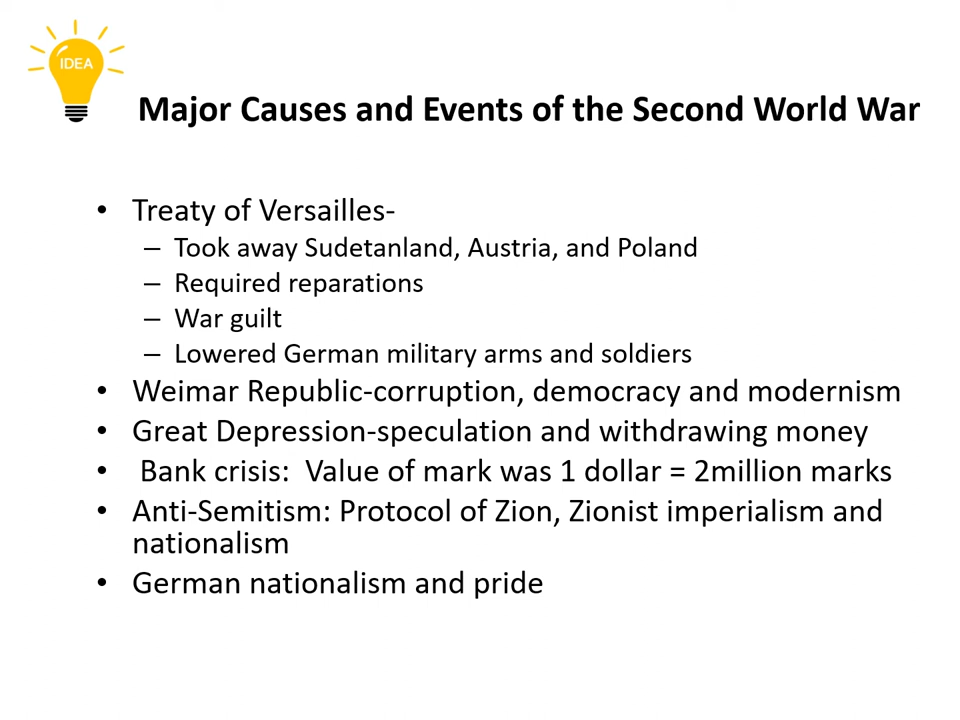 IDEA
Major Causes and Events of the Second World War
• Treaty of Versailles-
– Took away Sudetanland, Austria, and Poland
– Required reparations
– War guilt
– Lowered German military arms and soldiers
• Weimar Republic-corruption, democracy and modernism
• Great Depression-speculation and withdrawing money
• Bank crisis: Value of mark was 1 dollar = 2million marks
• Anti-Semitism: Protocol of Zion, Zionist imperialism and
nationalism
• German nationalism and pride